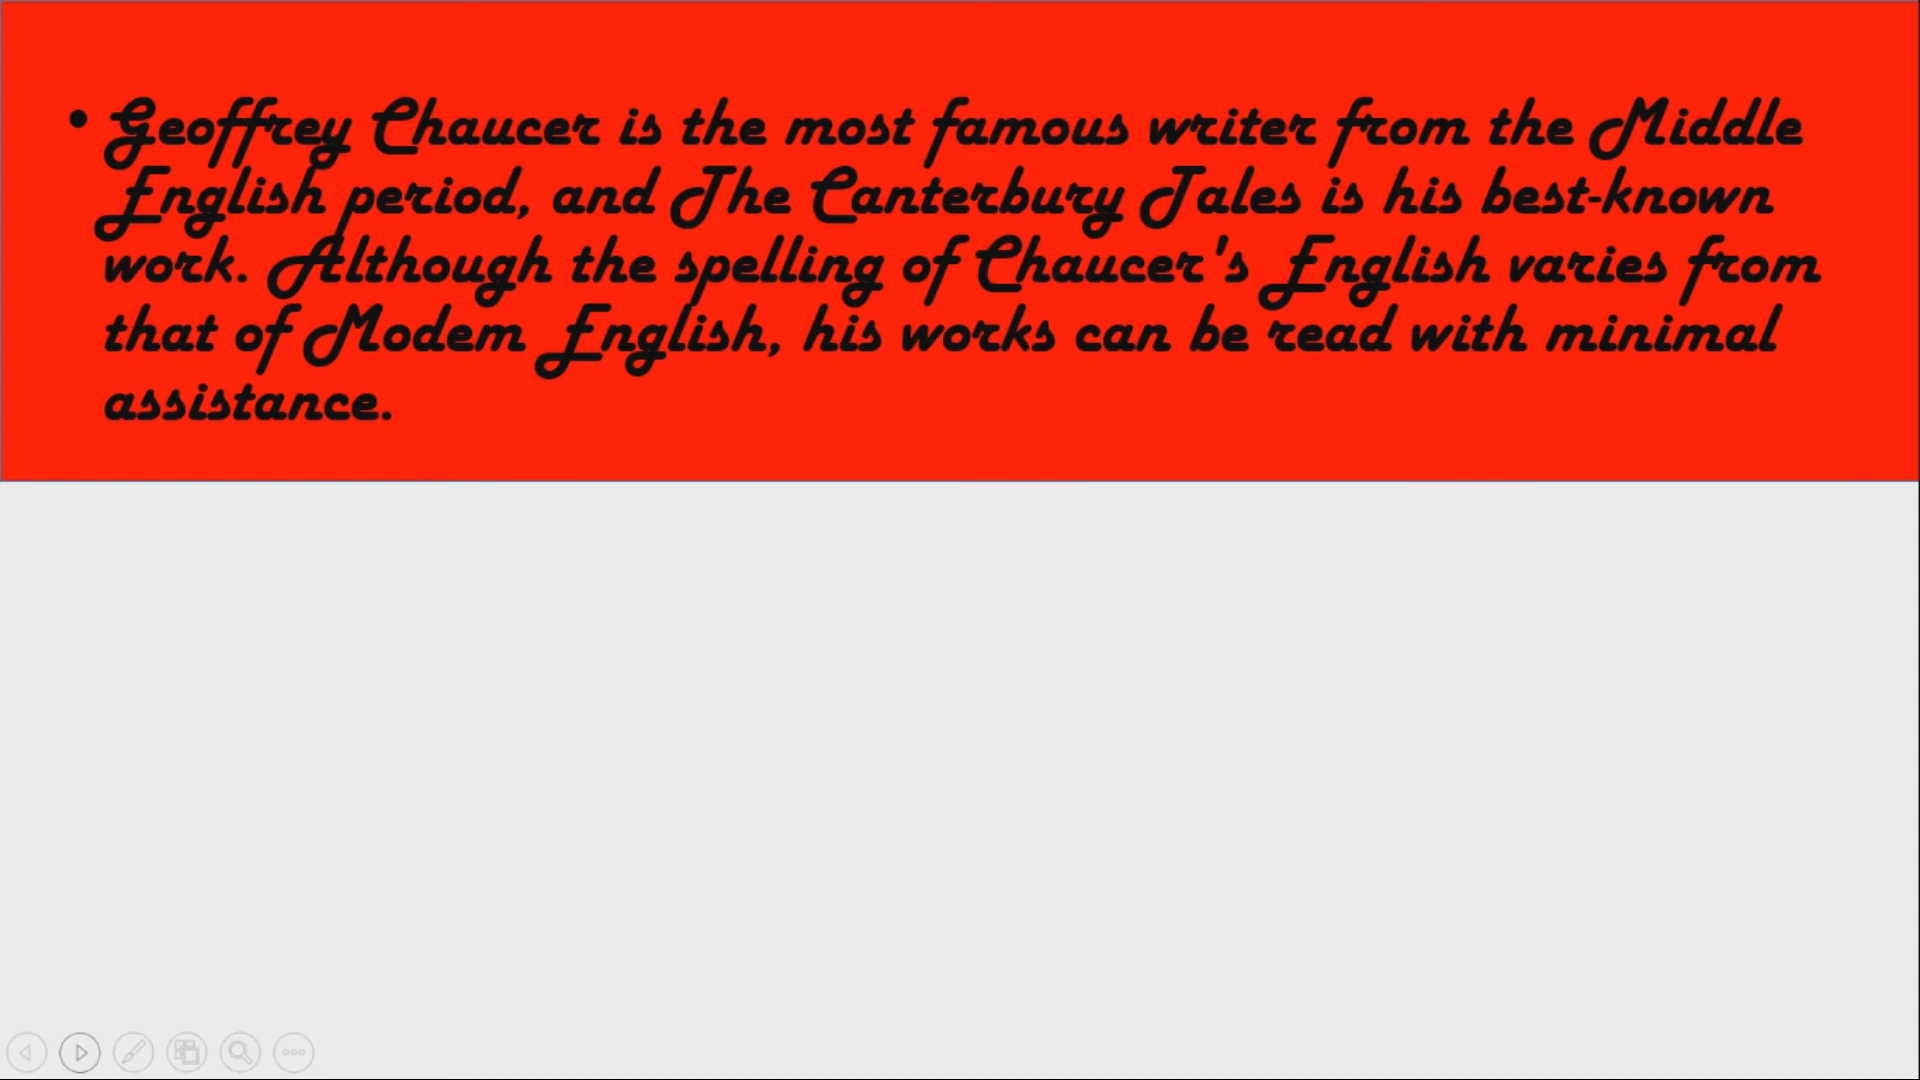 • Geoffrey Chaucer is the most famous writer from the Middle
English period, and The Canterbury Tales is his best-known
work. Although the spelling of Chaucer's English varies from
that of Modem English, his works can be read with minimal
assistance.